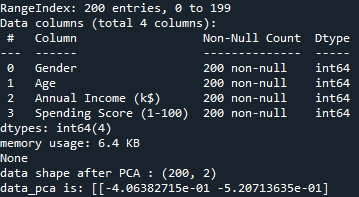 RangeIndex: 200 entries, 0 to 199
Data columns (total 4 columns):
 #   Column                  Non-Null Count  Dtype
---  ------                  --------------  -----
 0   Gender                  200 non-null    int64
 1   Age                     200 non-null    int64
 2   Annual Income (k$)      200 non-null    int64
 3   Spending Score (1-100)  200 non-null    int64
dtypes: int64(4)
memory usage: 6.4 KB
None
data shape after PCA : (200, 2)
data_pca is: [[-4.06382715e-01 -5.20713635e-01]